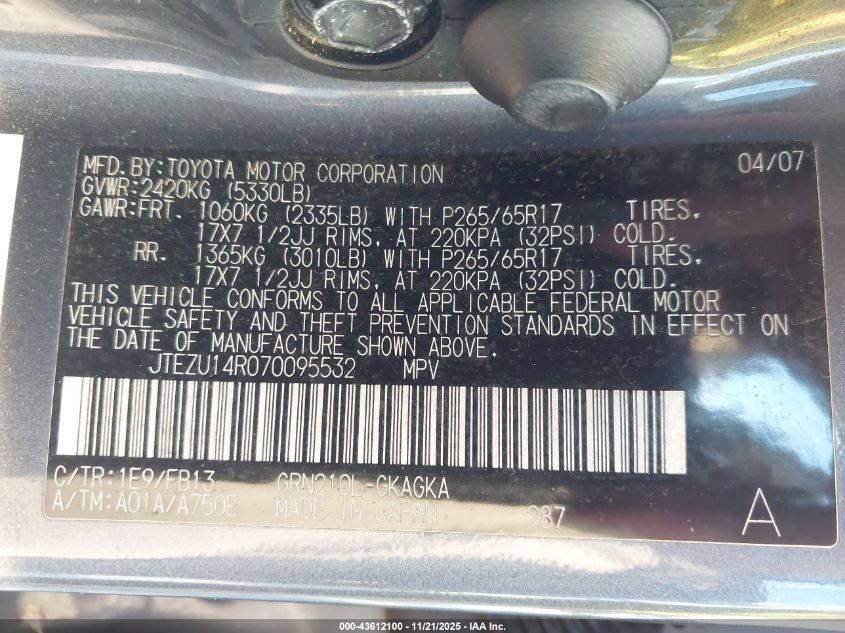 MFD.BY:TOYOTA MOTOR CORPORATION 04/07
GVWR:2420KG (5330LB)
GAWR:FRT. 1060KG (2335LB) WITH P265/65R17 TIRES,
17X7 1/2JJ RIMS, AT 220KPA (32PSI) COLD.
RR. 1365KG (3010LB) WITH P265/65R17 TIRES,
17X7 1/2JJ RIMS, AT 220KPA (32PSI) COLD.
THIS VEHICLE CONFORMS TO ALL APPLICABLE FEDERAL MOTOR
VEHICLE SAFETY AND THEFT PREVENTION STANDARDS IN EFFECT ON
THE DATE OF MANUFACTURE SHOWN ABOVE.
JTEZU14R070095532 MPV
C/TR:1E9/FB13 GRN210L-GKAGKA
A/TM:A01A/A750E MADE IN JAPAN 287 A
000-43612100 - 11/21/2025 - IAA Inc.